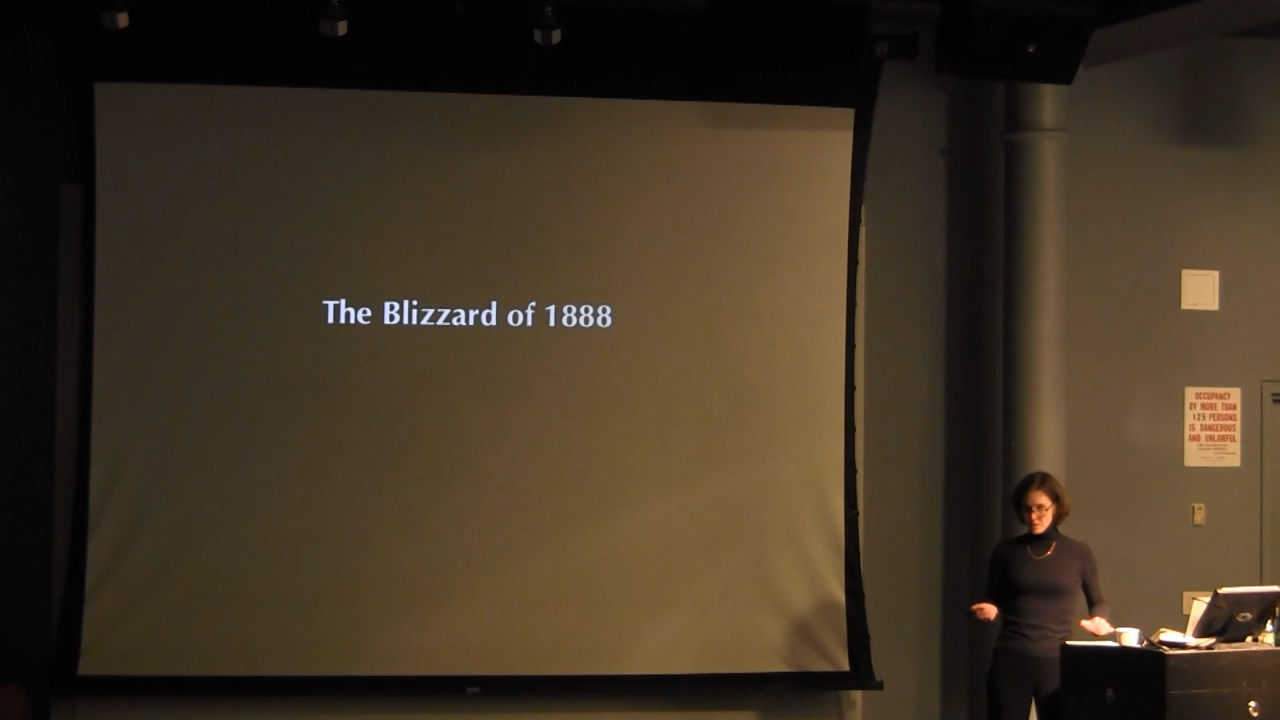 The Blizzard of 1888
OCCUPANCY
BY MORE THAN
125 PERSONS
IS DANGEROUS
AND UNLAWFUL